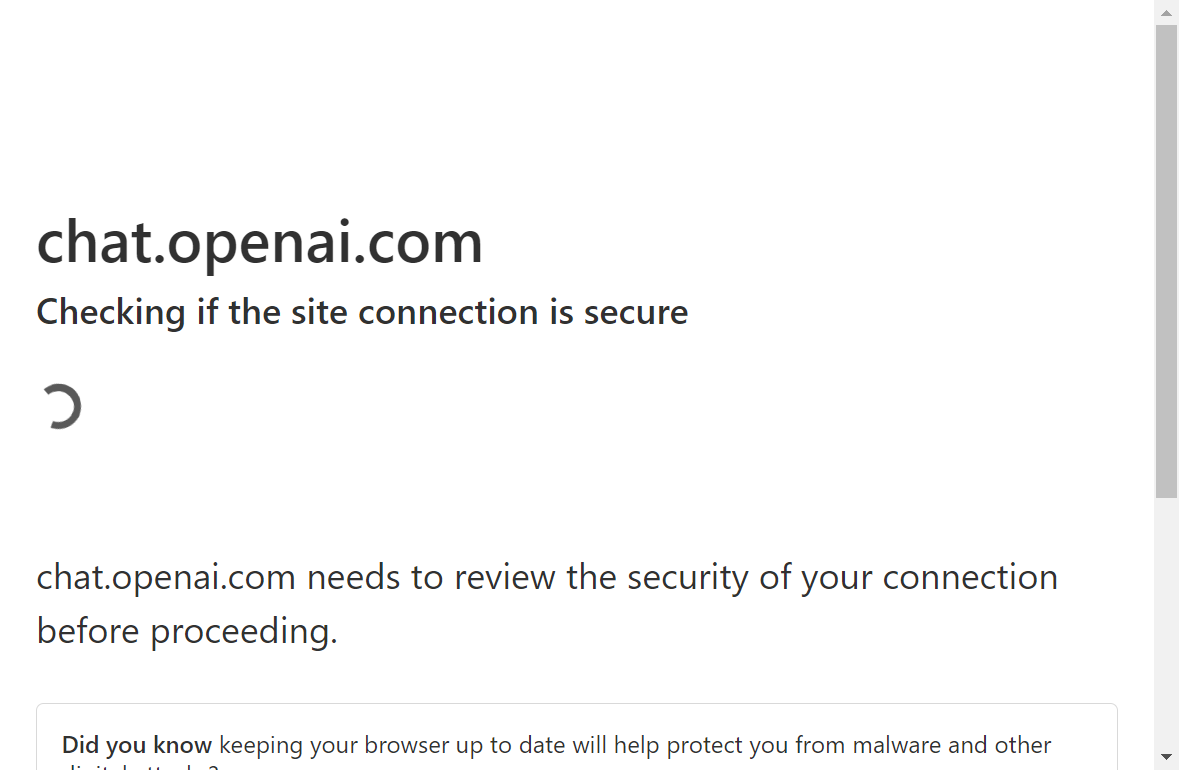 chat.openai.com
Checking if the site connection is secure
chat.openai.com needs to review the security of your connection
before proceeding.
Did you know keeping your browser up to date will help protect you from malware and other